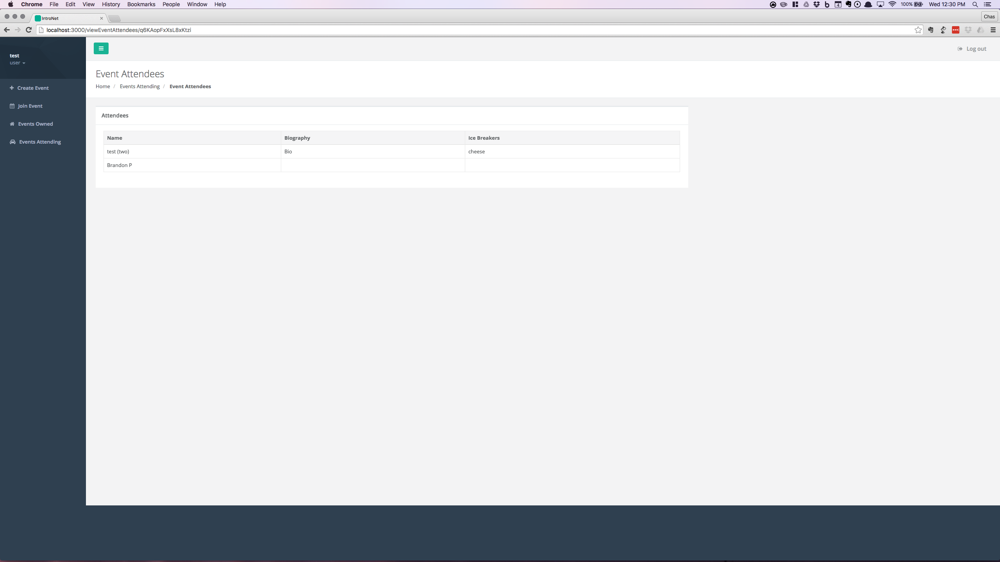 Chrome File Edit View History Bookmarks People Window Help
4 100% Wed 12:30 PM
IntroNet
Chas
localhost:3000/viewEventAttendees/q6KAopFxXsL8xKtzi
test
user
Log out
Event Attendees
Home / Events Attending / Event Attendees
Create Event
Join Event
Events Owned
Events Attending
Attendees
Name Biography Ice Breakers
test (two) Bio cheese
Brandon P